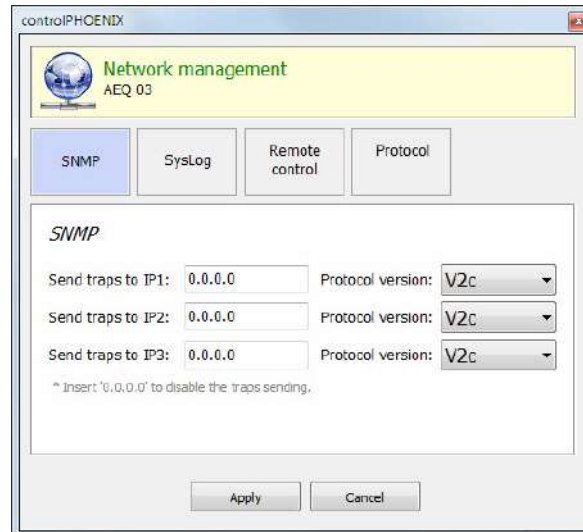 controlPHOENIX
Network management
AEQ 03
SNMP
SysLog
Remote control
Protocol
SNMP
Send traps to IP1: 0.0.0.0 Protocol version: V2c
Send traps to IP2: 0.0.0.0 Protocol version: V2c
Send traps to IP3: 0.0.0.0 Protocol version: V2c
* Insert '0.0.0.0' to disable the traps sending.
Apply Cancel